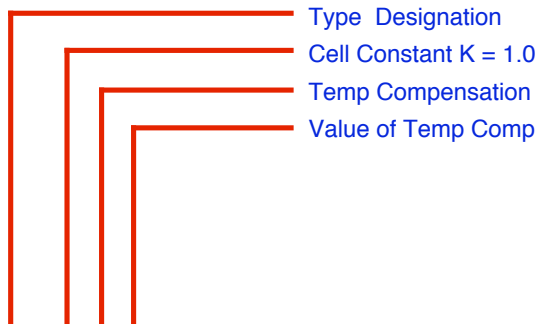 Type Designation
Cell Constant K = 1.0
Temp Compensation
Value of Temp Comp